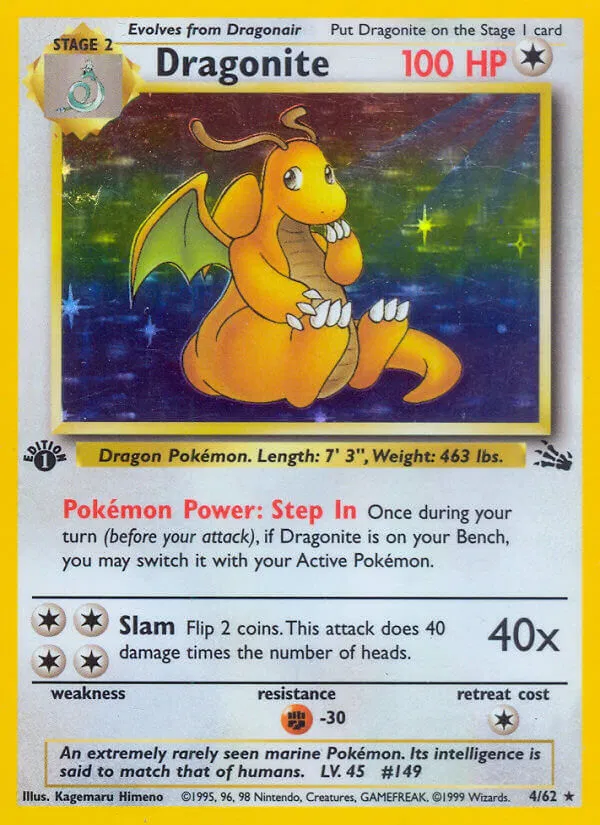 Evolves from Dragonair Put Dragonite on the Stage 1 card
STAGE 2
Dragonite 100 HP
EDITION
1
Dragon Pokémon. Length: 7' 3", Weight: 463 lbs.
Pokémon Power: Step In Once during your
turn (before your attack), if Dragonite is on your Bench,
you may switch it with your Active Pokémon.
Slam Flip 2 coins. This attack does 40
damage times the number of heads.
40x
weakness resistance retreat cost
-30
An extremely rarely seen marine Pokémon. Its intelligence is
said to match that of humans. LV. 45 #149
Illus. Kagemaru Himeno ©1995, 96, 98 Nintendo, Creatures, GAMEFREAK. ©1999 Wizards. 4/62 ★